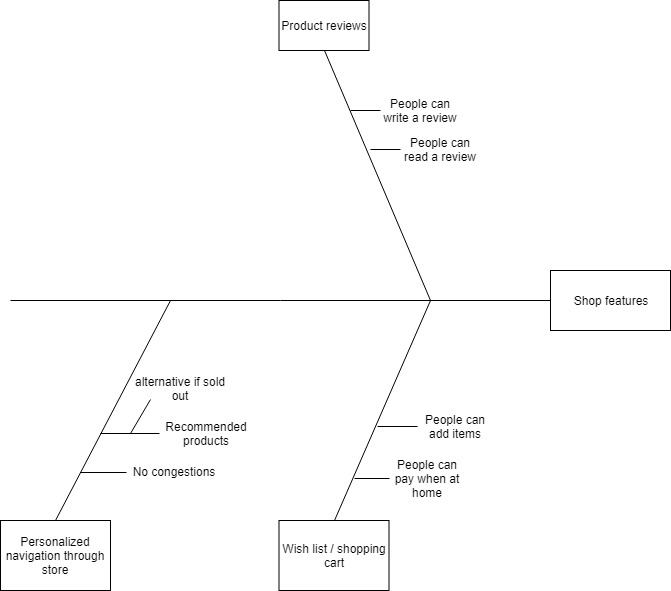 Product reviews
People can
write a review
People can
read a review
Shop features
alternative if sold
out
Recommended
products
No congestions
People can
add items
People can
pay when at
home
Personalized
navigation through
store
Wish list / shopping
cart